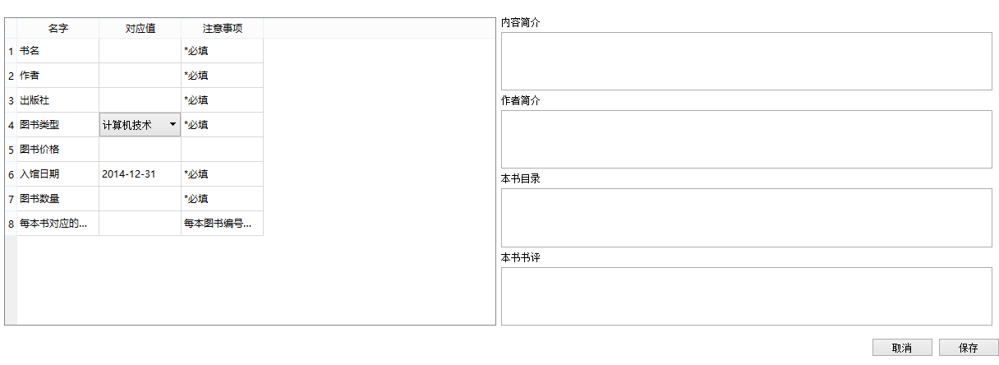 名字 对应值 注意事项
1 书名 *必填
2 作者 *必填
3 出版社 *必填
4 图书类型 计算机技术 *必填
5 图书价格
6 入馆日期 2014-12-31 *必填
7 图书数量 *必填
8 每本书对应的... 每本图书编号...
内容简介
作者简介
本书目录
本书书评
取消 保存